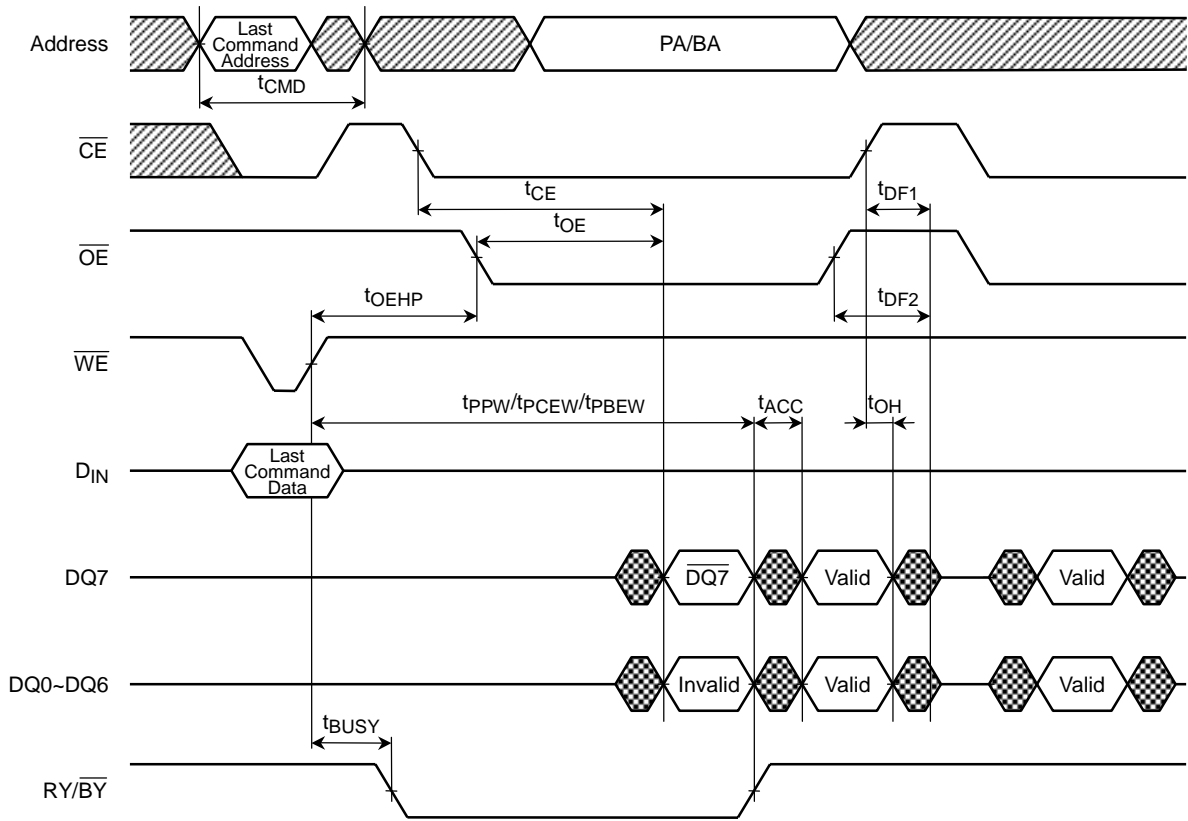 Address
Last
Command
Address
PA/BA
tCMD
CE
tCE
tDF1
OE
tOE
tOEHP
tDF2
WE
tPPW/tPCEW/tPBEW
tACC
tOH
DIN
Last
Command
Data
DQ7
DQ7
Valid
Valid
DQ0~DQ6
Invalid
Valid
Valid
tBUSY
RY/BY